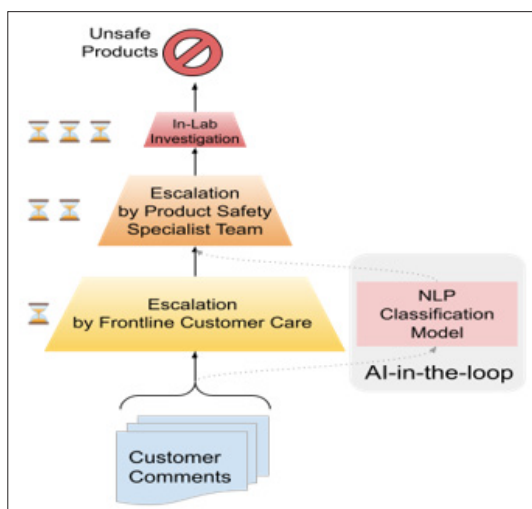 Unsafe
Products
In-Lab
Investigation
Escalation
by Product Safety
Specialist Team
Escalation
by Frontline Customer Care
NLP
Classification
Model
AI-in-the-loop
Customer
Comments